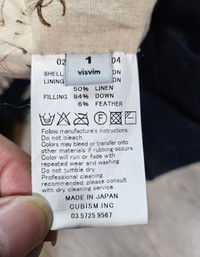 02 04
1
visvim
SHELL
LINING
50% LINEN
FILLING 94% DOWN
6% FEATHER
Follow manufacture's instructions
Do not bleach.
Colors may bleed or transfer onto
other materials if rubbing occurs
Color will run or fade with
repeated wear and washing
Do not tumble dry
Professional cleaning
recommended, please consult
with dry cleaning service.
MADE IN JAPAN
CUBISM INC
03.5725.9567